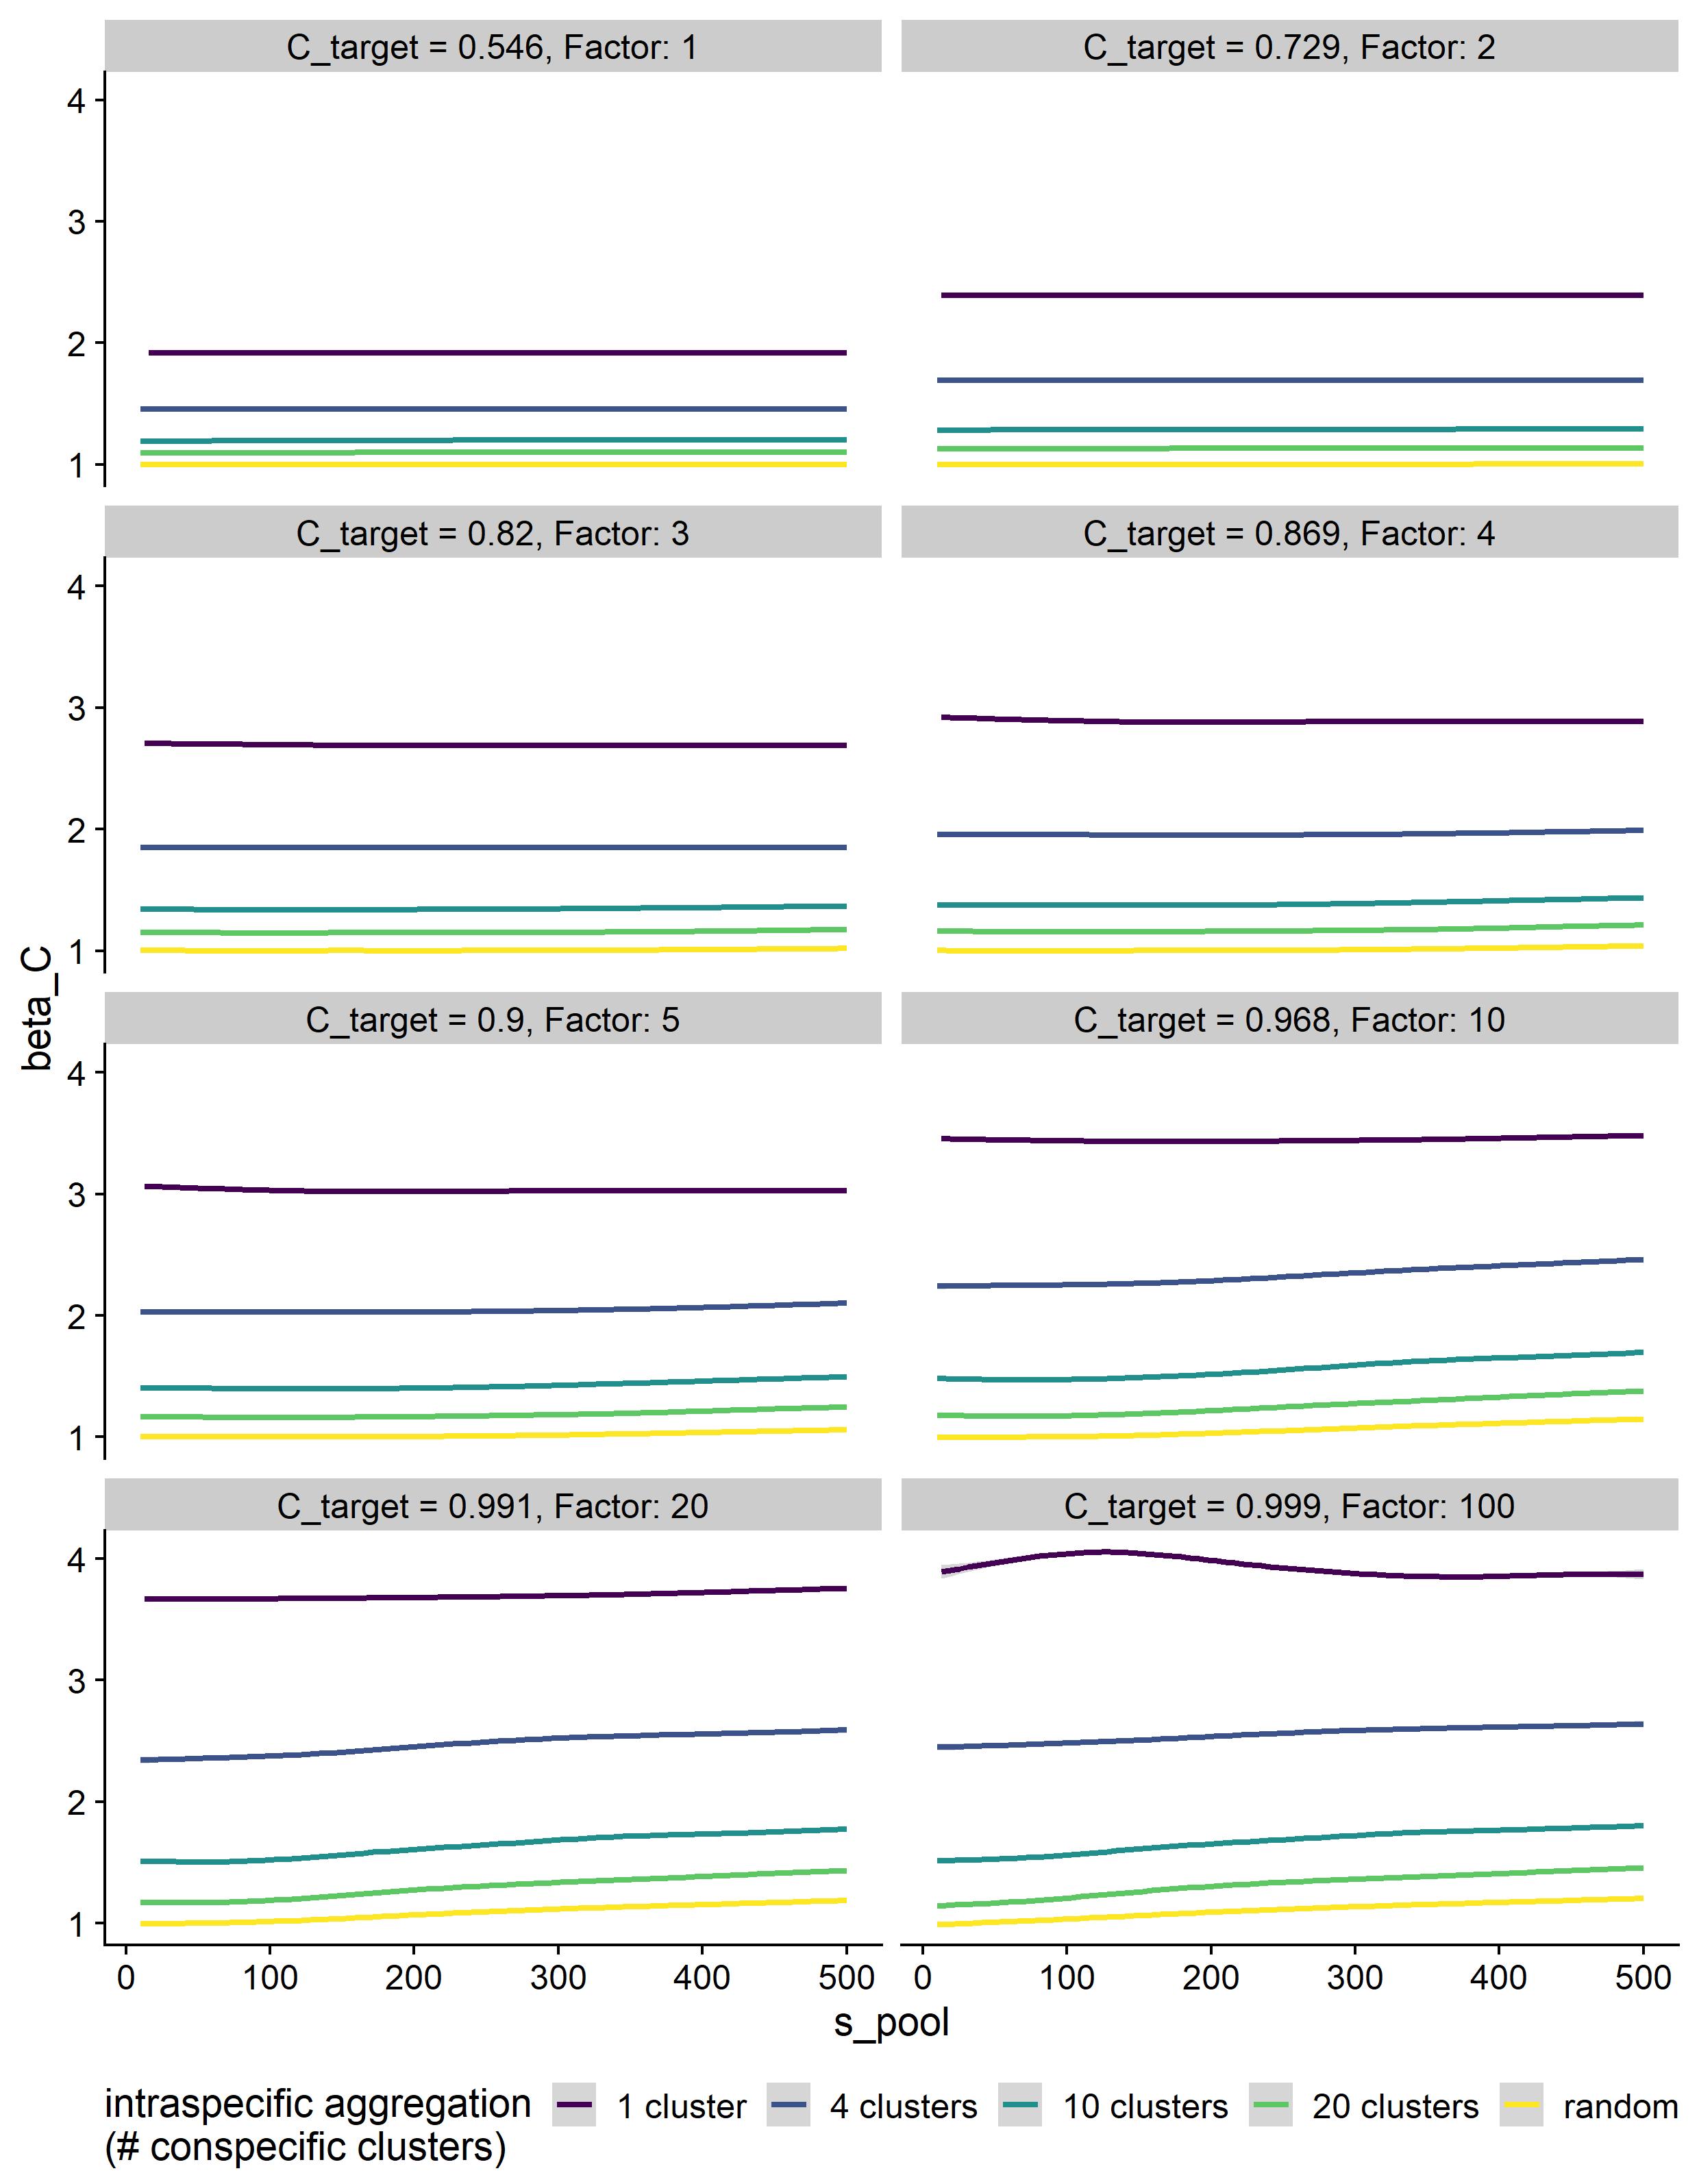 C_target = 0.546, Factor: 1
C_target = 0.729, Factor: 2
4
3
2
1
C_target = 0.82, Factor: 3
C_target = 0.869, Factor: 4
4
3
2
1
beta_C
C_target = 0.9, Factor: 5
C_target = 0.968, Factor: 10
4
3
2
1
C_target = 0.991, Factor: 20
C_target = 0.999, Factor: 100
4
3
2
1
0 100 200 300 400 500
0 100 200 300 400 500
s_pool
intraspecific aggregation
(# conspecific clusters)
1 cluster
4 clusters
10 clusters
20 clusters
random